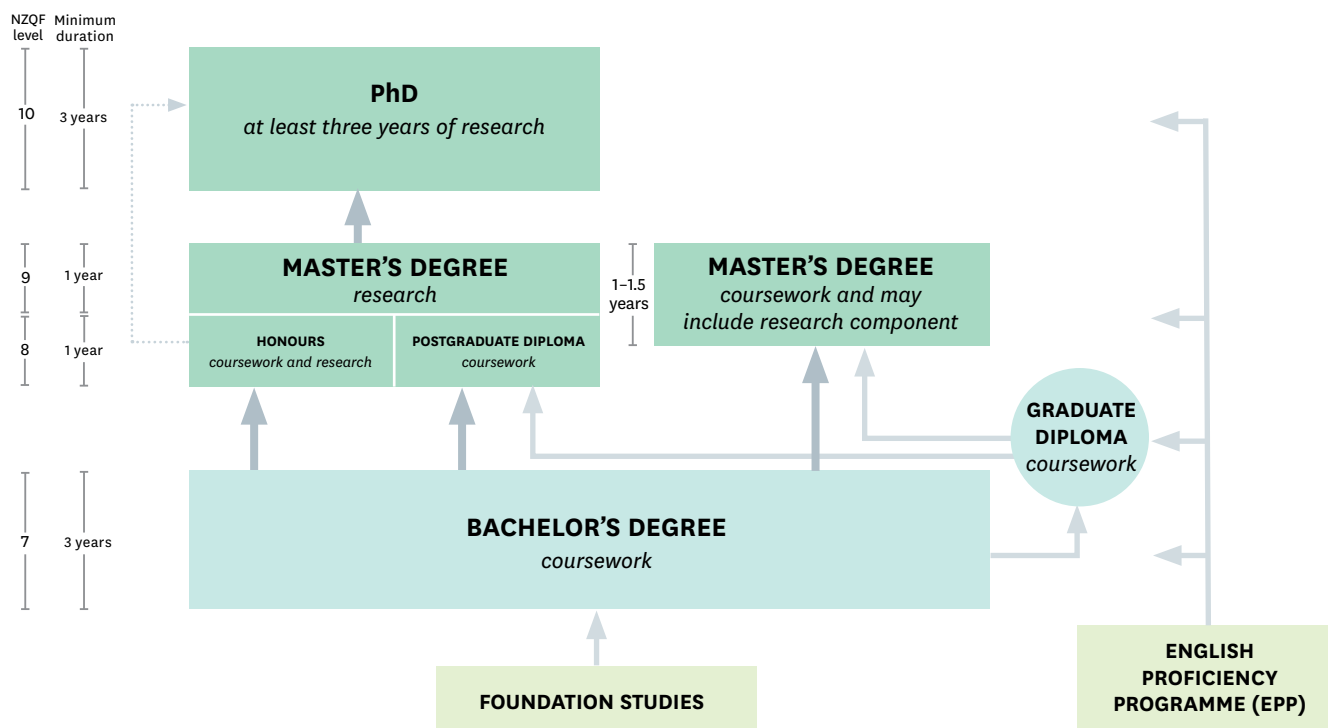 NZQF
level
Minimum
duration
10
3 years
PhD
at least three years of research
9
1 year
MASTER’S DEGREE
research
1–1.5
years
MASTER’S DEGREE
coursework and may
include research component
8
1 year
HONOURS
coursework and research
POSTGRADUATE DIPLOMA
coursework
GRADUATE
DIPLOMA
coursework
7
3 years
BACHELOR’S DEGREE
coursework
FOUNDATION STUDIES
ENGLISH
PROFICIENCY
PROGRAMME (EPP)